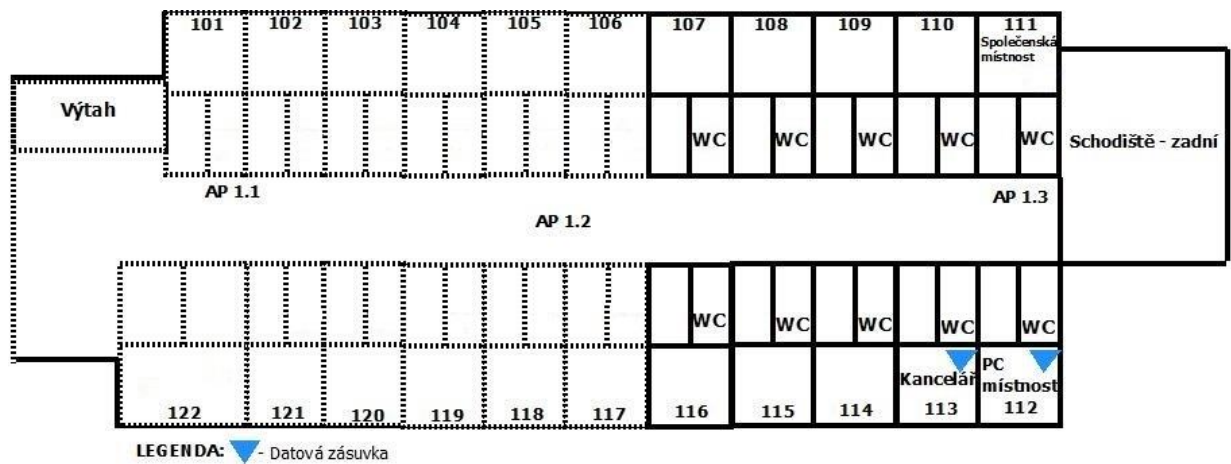 101 102 103 104 105 106 107 108 109 110 111
Společenská
místnost
Výtah
WC WC WC WC WC
Schodiště - zadní
AP 1.1
AP 1.3
AP 1.2
WC WC WC WC WC
Kancelář
PC
místnost
122 121 120 119 118 117 116 115 114 113 112
LEGENDA: - Datová zásuvka